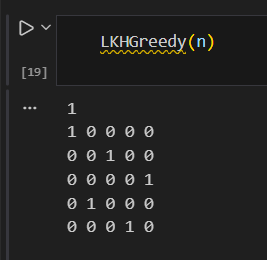 LKHGreedy(n)
[19]
...
1
1 0 0 0 0
0 0 1 0 0
0 0 0 0 1
0 1 0 0 0
0 0 0 1 0